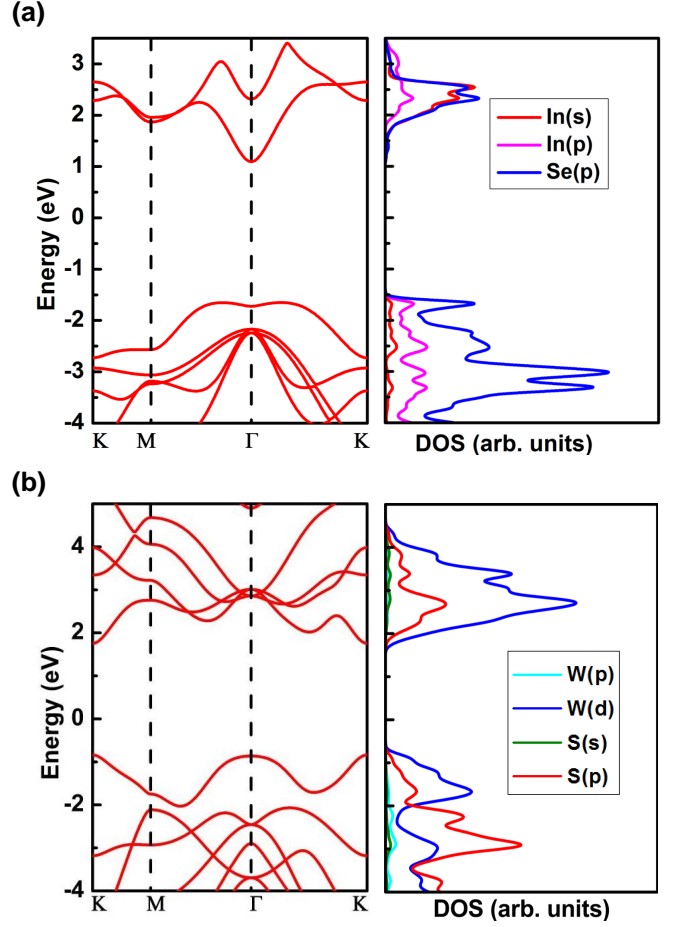 (a)
3
2
1
0
-1
-2
-3
-4
Energy (eV)
K M Γ K
In(s)
In(p)
Se(p)
DOS (arb. units)
(b)
4
2
0
-2
-4
Energy (eV)
K M Γ K
W(p)
W(d)
S(s)
S(p)
DOS (arb. units)